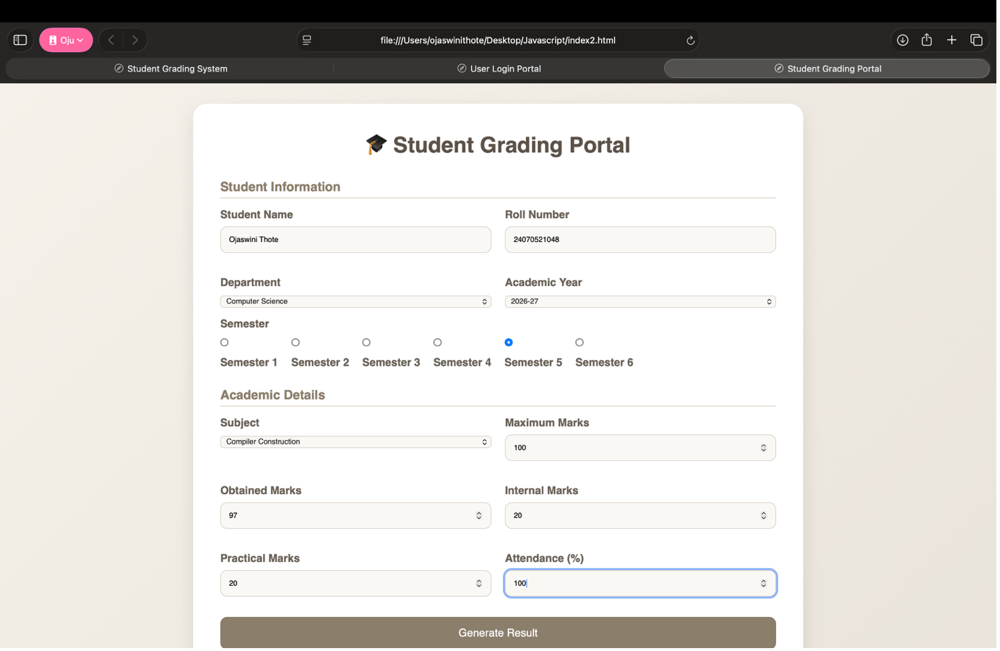 Oju
file:///Users/ojaswinithote/Desktop/Javascript/index2.html
Student Grading System
User Login Portal
Student Grading Portal
🎓 Student Grading Portal
Student Information
Student Name
Roll Number
Ojaswini Thote
24070521048
Department
Academic Year
Computer Science
2026-27
Semester
Semester 1
Semester 2
Semester 3
Semester 4
Semester 5
Semester 6
Academic Details
Subject
Maximum Marks
Compiler Construction
100
Obtained Marks
Internal Marks
97
20
Practical Marks
Attendance (%)
20
100
Generate Result